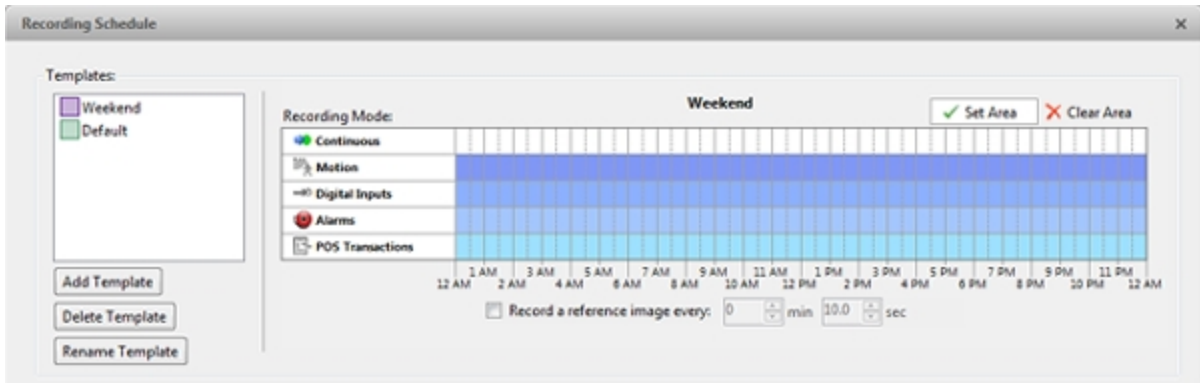 Recording Schedule
Templates:
Weekend
Default
Add Template
Delete Template
Rename Template
Weekend
Set Area
Clear Area
Recording Mode:
Continuous
Motion
Digital Inputs
Alarms
POS Transactions
1 AM 3 AM 5 AM 7 AM 9 AM 11 AM 1 PM 3 PM 5 PM 7 PM 9 PM 11 PM
12 AM 2 AM 4 AM 6 AM 8 AM 10 AM 12 PM 2 PM 4 PM 6 PM 8 PM 10 PM 12 AM
Record a reference image every: 0 min 10.0 sec